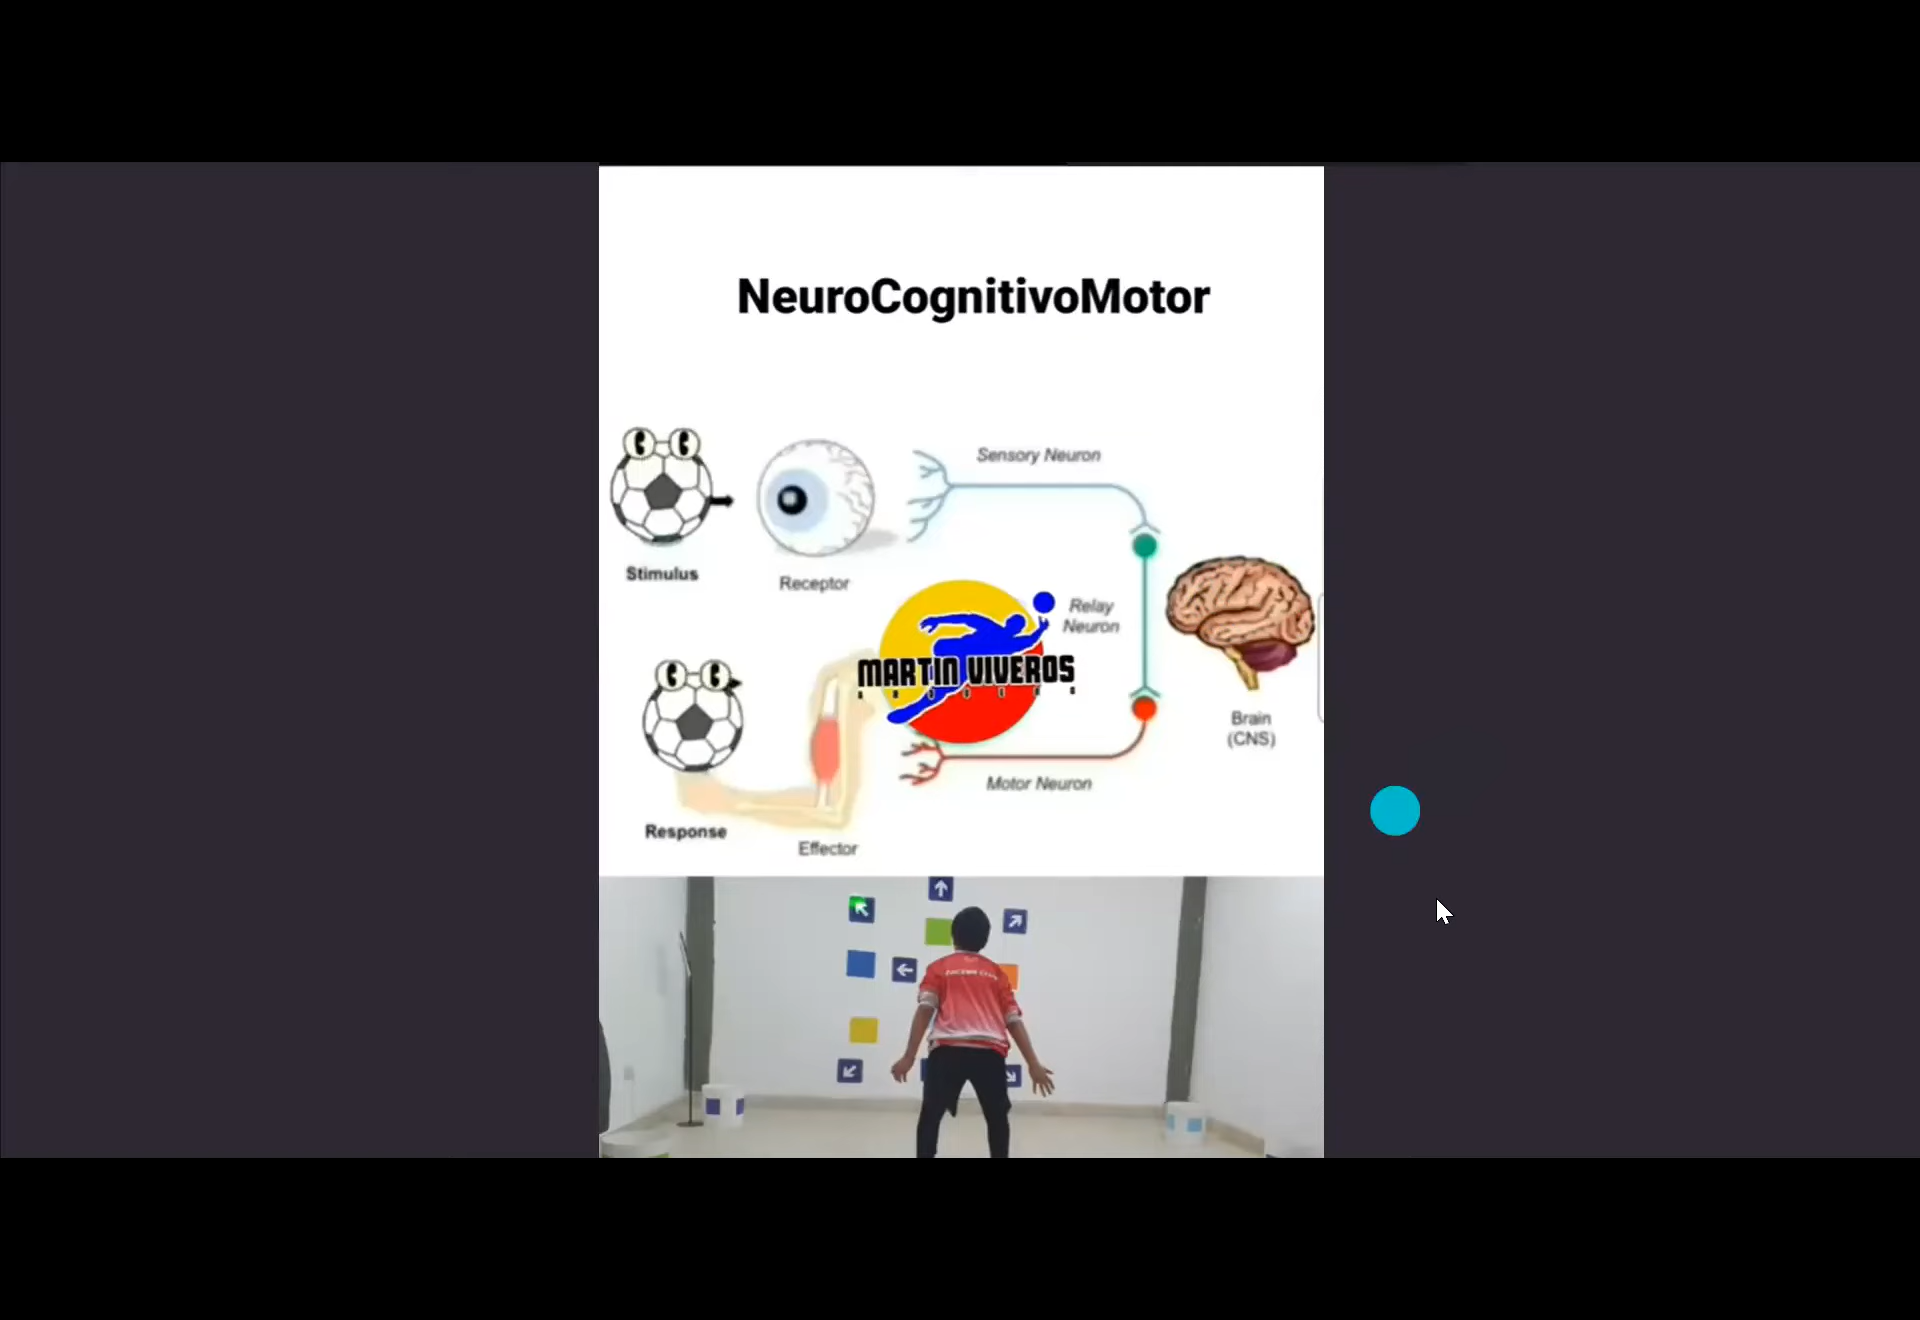 NeuroCognitivoMotor
Sensory Neuron
Stimulus
Receptor
Relay
Neuron
MARTIN VIVEROS
Brain
(CNS)
Motor Neuron
Response
Effector